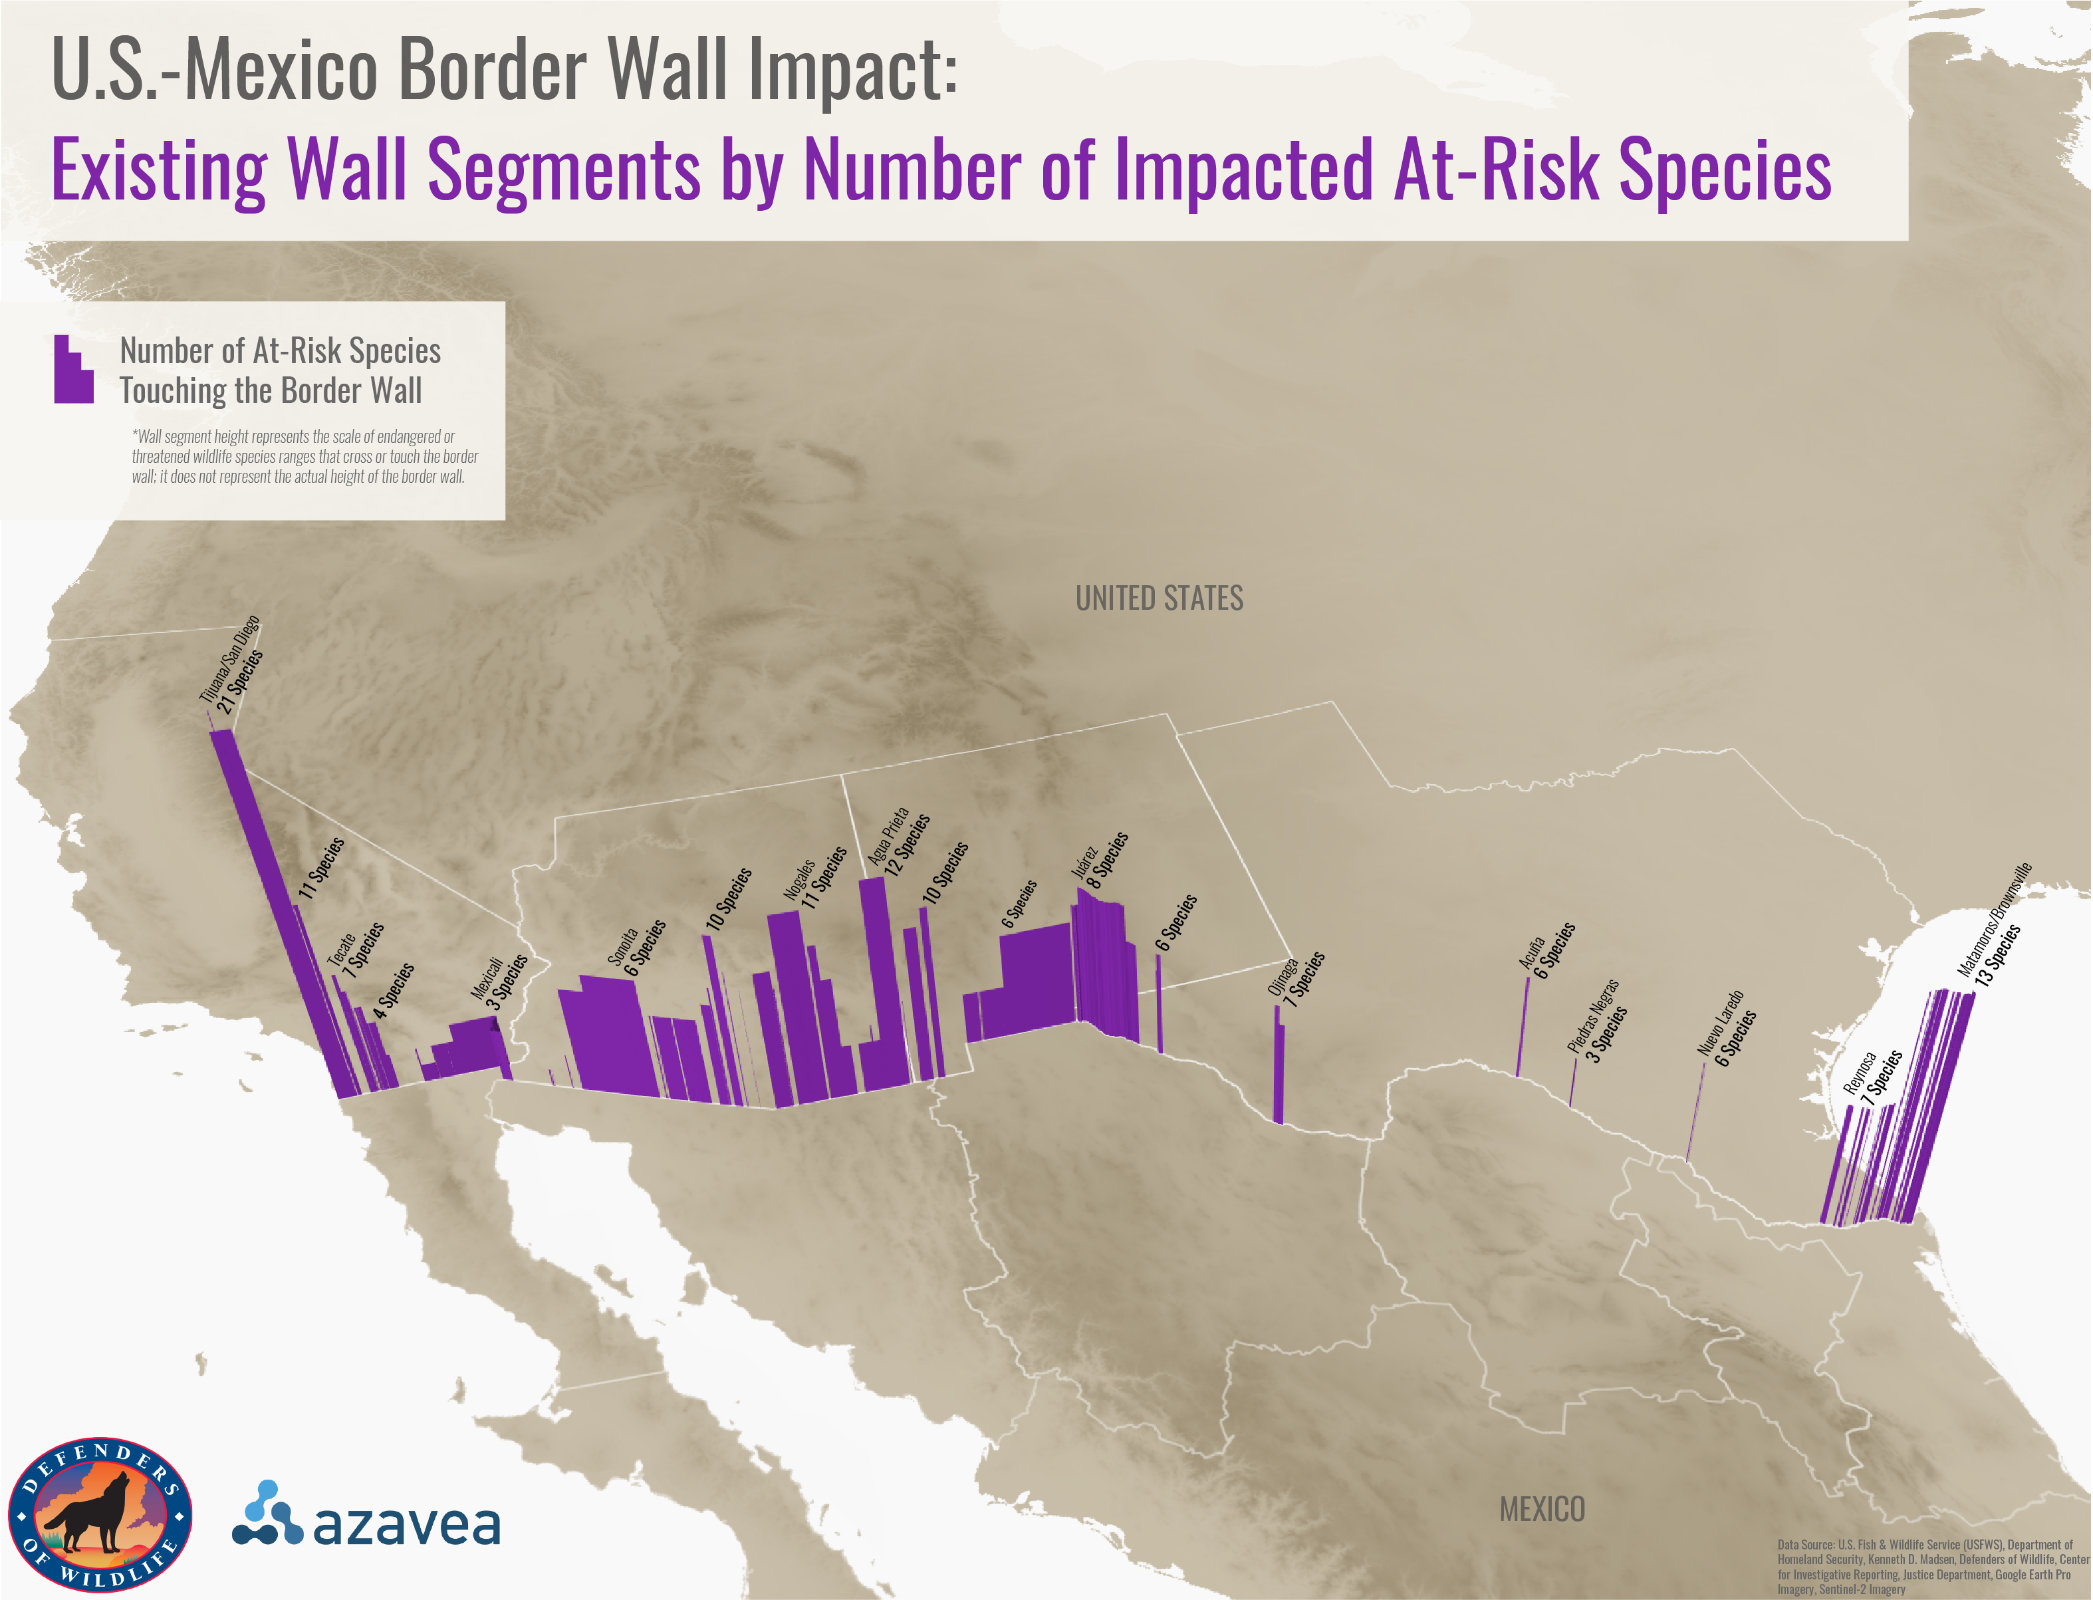 U.S.-Mexico Border Wall Impact:
Existing Wall Segments by Number of Impacted At-Risk Species
Number of At-Risk Species
Touching the Border Wall
*Wall segment height represents the scale of endangered or
threatened wildlife species ranges that cross or touch the border
wall; it does not represent the actual height of the border wall.
UNITED STATES
Tijuana/San Diego
21 Species
11 Species
Tecate
7 Species
4 Species
Mexicali
3 Species
Sonoita
6 Species
10 Species
Nogales
11 Species
Agua Prieta
12 Species
10 Species
6 Species
Juárez
8 Species
6 Species
Ojinaga
7 Species
Acuña
6 Species
Piedras Negras
3 Species
Nuevo Laredo
6 Species
Reynosa
7 Species
Matamoros/Brownsville
13 Species
MEXICO
DEFENDERS
OF WILDLIFE
azavea
Data Source: U.S. Fish & Wildlife Service (USFWS), Department of
Homeland Security, Kenneth D. Madsen, Defenders of Wildlife, Center
for Investigative Reporting, Justice Department, Google Earth Pro
Imagery, Sentinel-2 Imagery